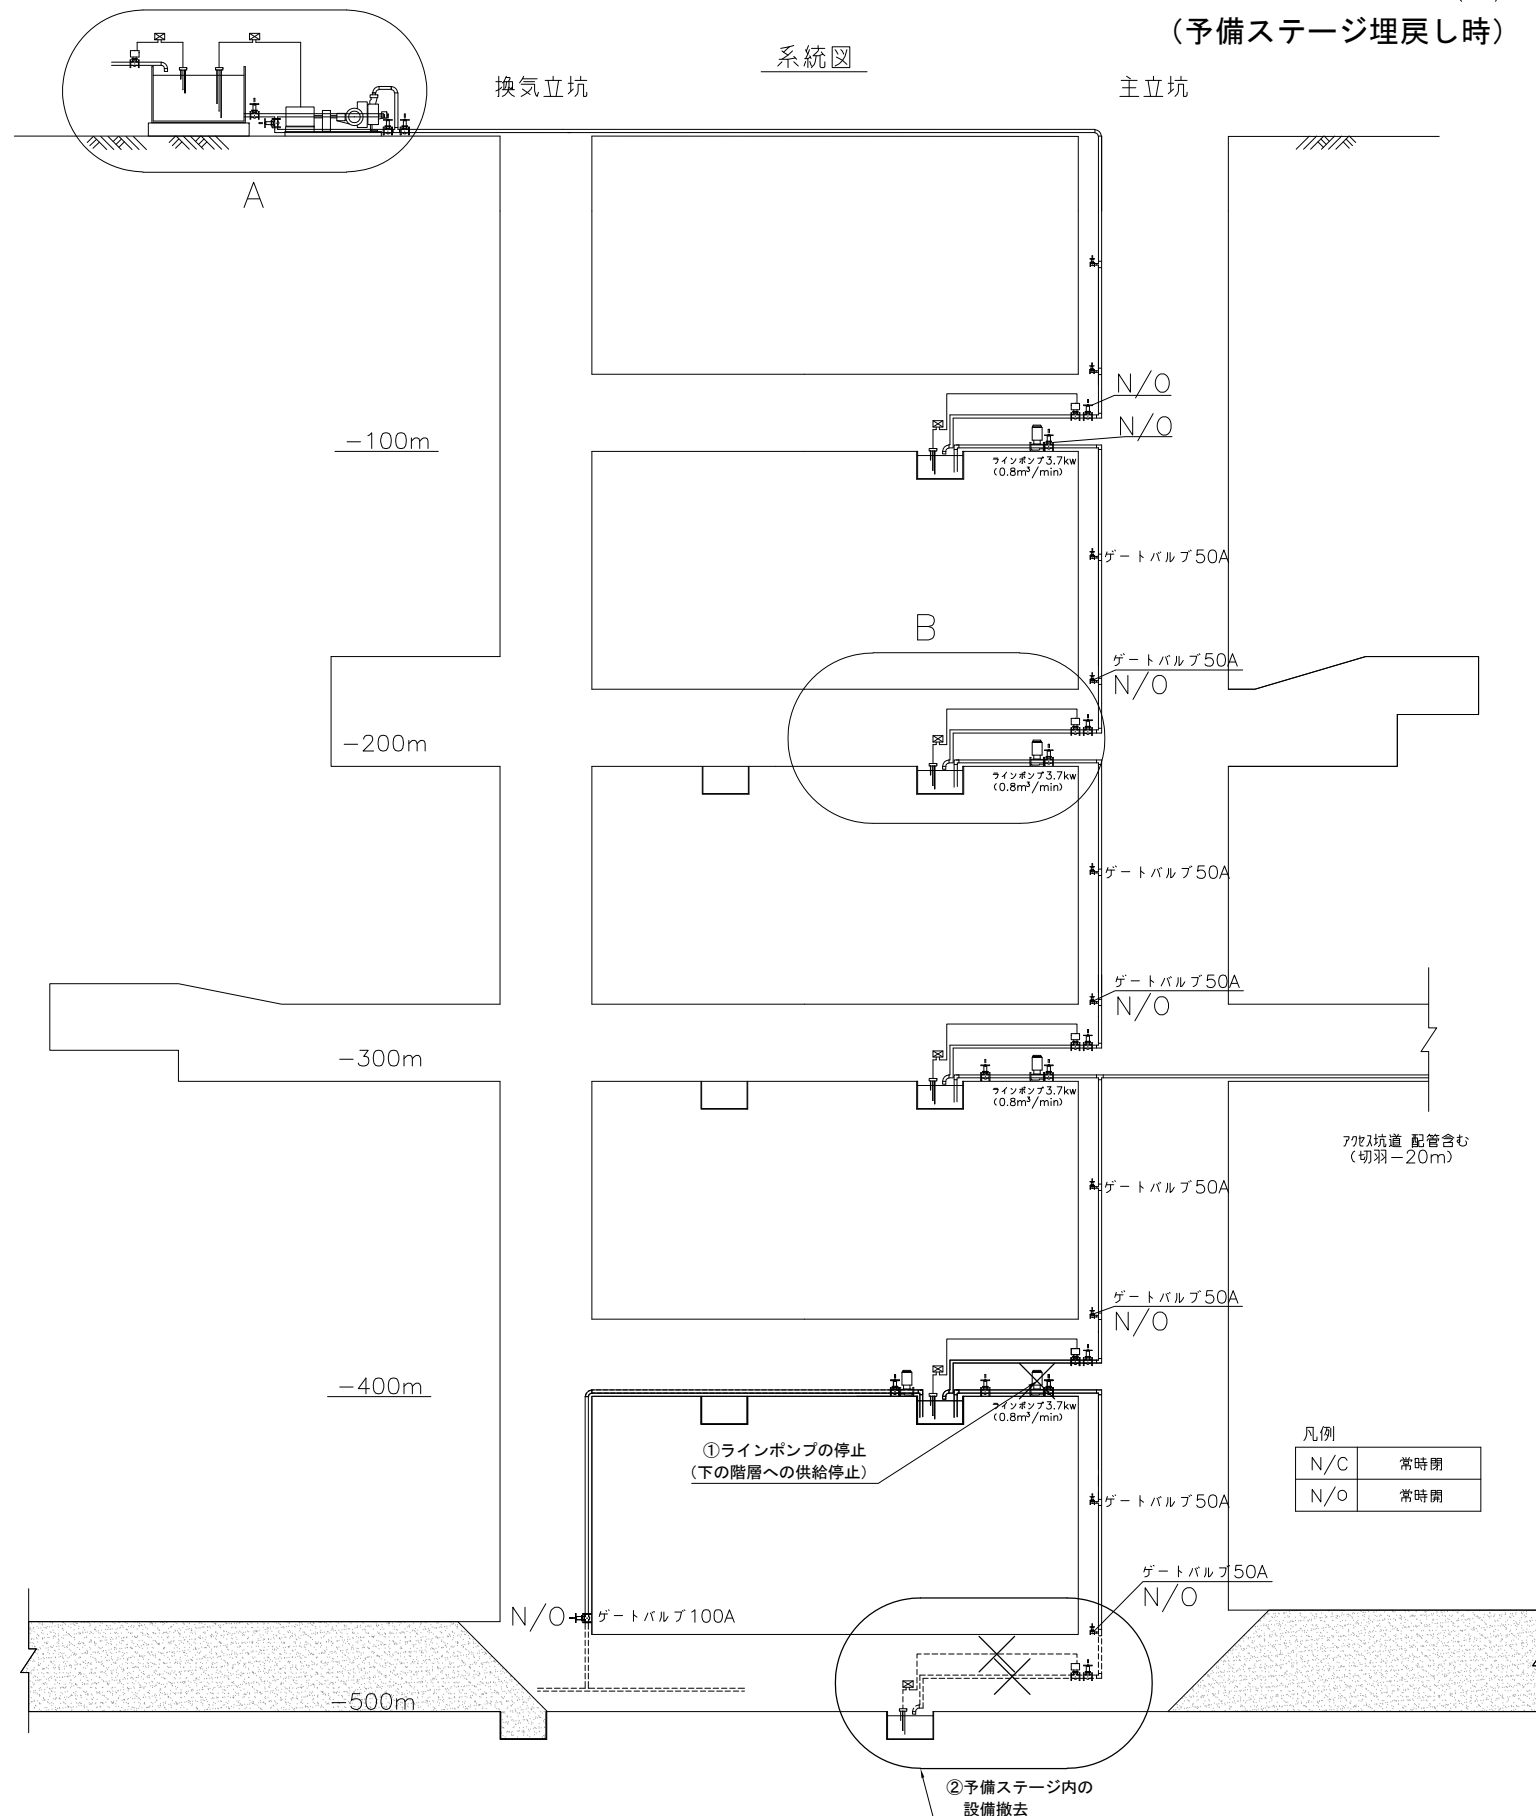 (予備ステージ埋戻し時)
系統図
換気立坑
主立坑
A
N/O
N/O
-100m
ラインポンプ3.7kw
(0.8m³/min)
ゲートバルブ50A
B
ゲートバルブ50A
N/O
-200m
ラインポンプ3.7kw
(0.8m³/min)
ゲートバルブ50A
ゲートバルブ50A
N/O
-300m
ラインポンプ3.7kw
(0.8m³/min)
アクセス坑道 配管含む
(切羽-20m)
ゲートバルブ50A
ゲートバルブ50A
N/O
-400m
ラインポンプ3.7kw
(0.8m³/min)
①ラインポンプの停止
(下の階層への供給停止)
凡例
N/C 常時閉
N/O 常時開
ゲートバルブ50A
ゲートバルブ50A
N/O
N/O ゲートバルブ100A
-500m
②予備ステージ内の
設備撤去